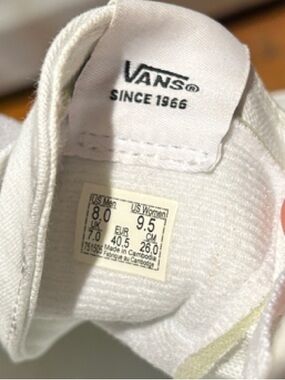 VANS®
SINCE 1966
US Men US Women
8.0 9.5
UK EUR CM
7.0 40.5 26.0
751505 Made in Cambodia
Fabriqué au Cambodge